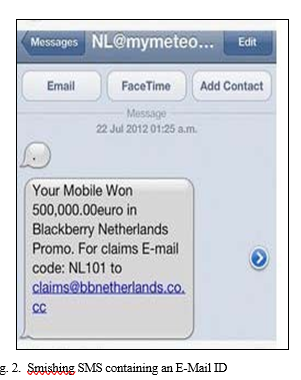 Messages NL@mymeteo... Edit
Email FaceTime Add Contact
Message
22 Jul 2012 01:25 a.m.
.
Your Mobile Won
500,000.00euro in
Blackberry Netherlands
Promo. For claims E-mail
code: NL101 to
claims@bbnetherlands.co.
cc
g. 2. Smishing SMS containing an E-Mail ID